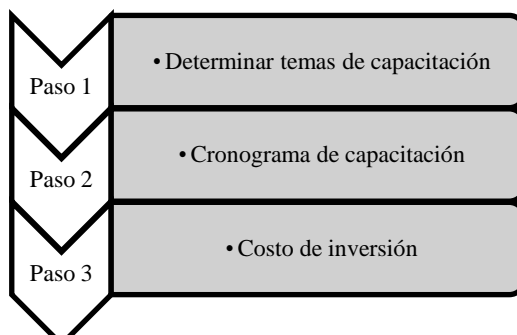 Paso 1
• Determinar temas de capacitación
Paso 2
• Cronograma de capacitación
Paso 3
• Costo de inversión